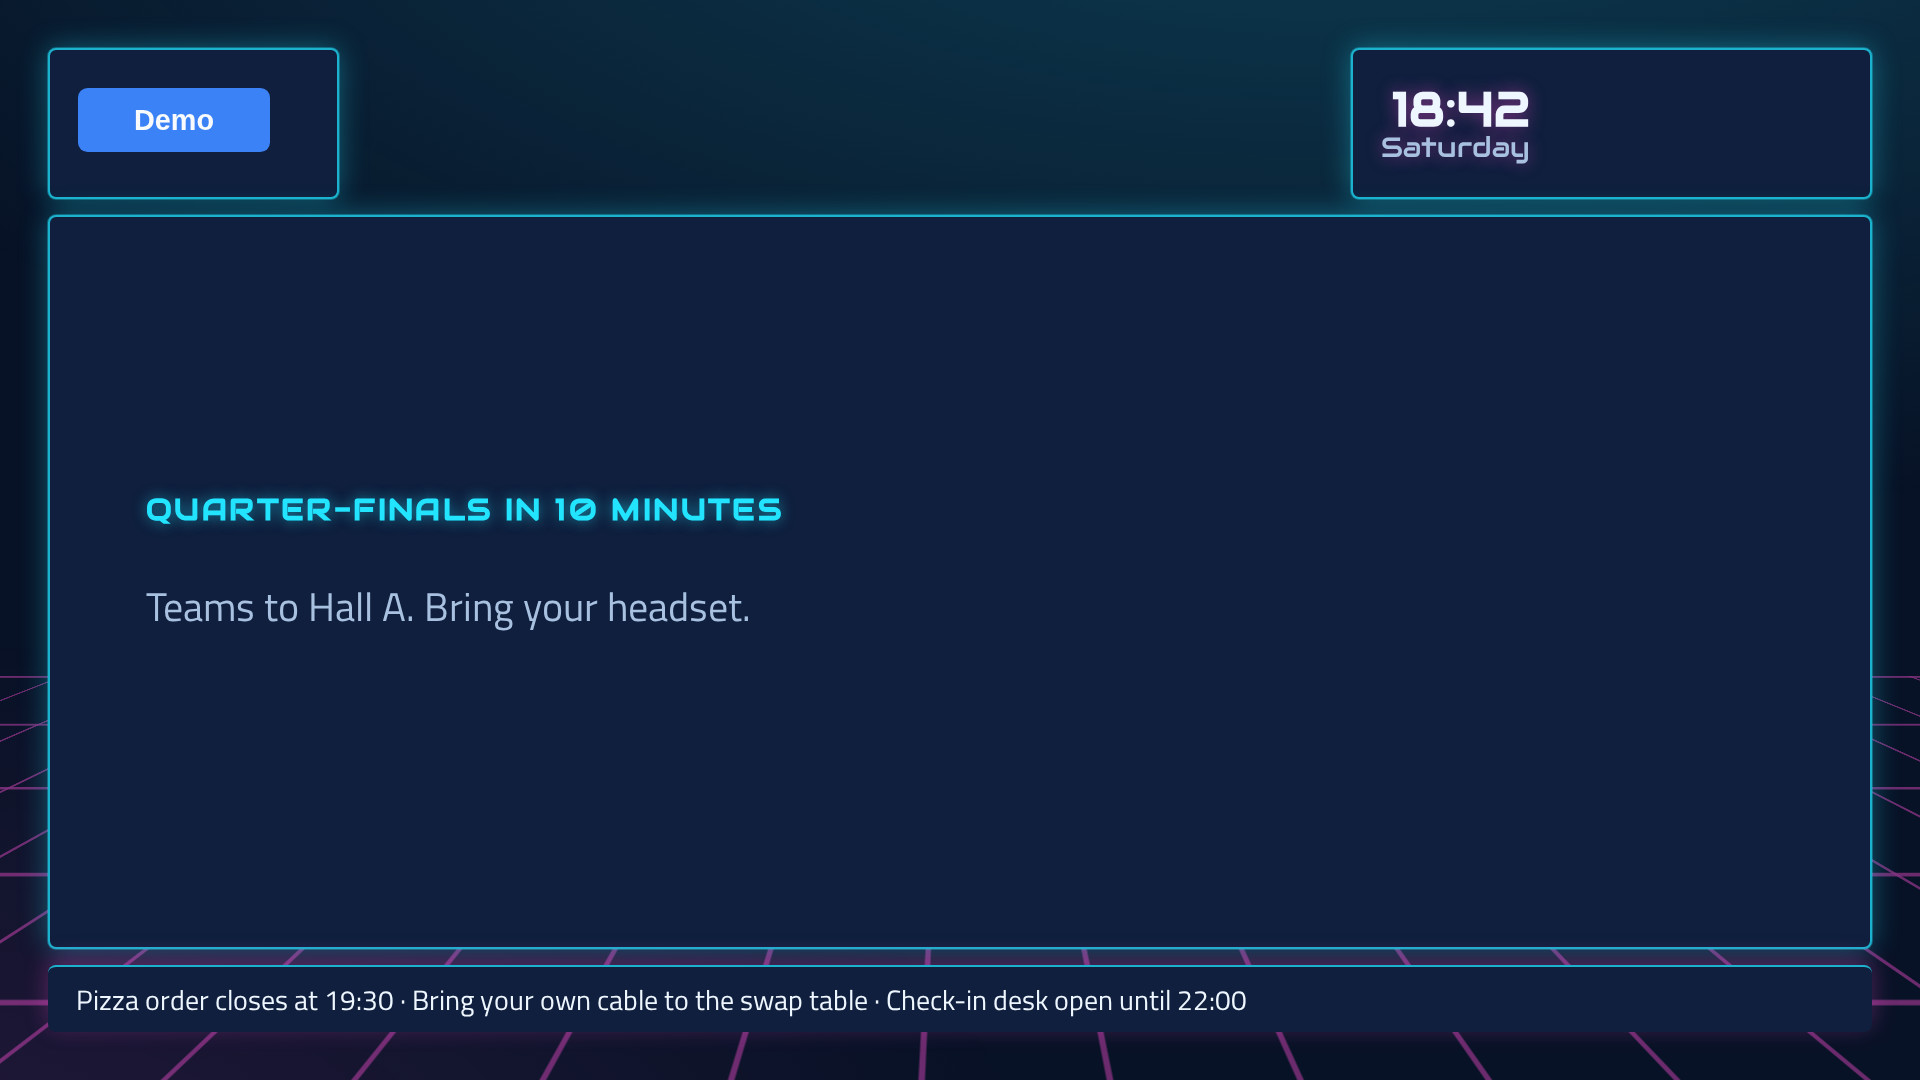 Demo
18:42
Saturday
QUARTER-FINALS IN 10 MINUTES
Teams to Hall A. Bring your headset.
Pizza order closes at 19:30 · Bring your own cable to the swap table · Check-in desk open until 22:00